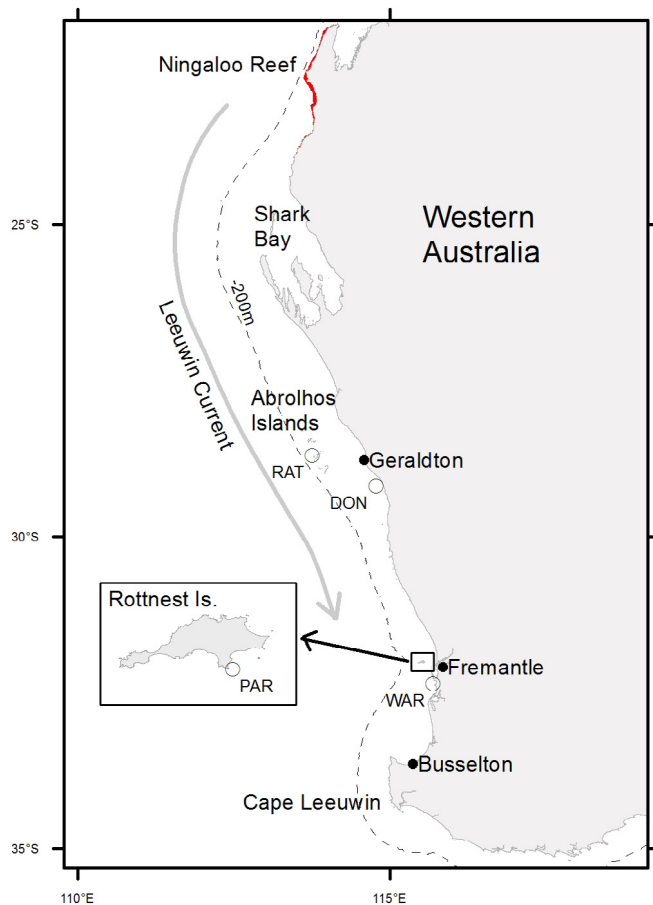 Ningaloo Reef
25°S
Shark
Bay
Western
Australia
-200m
Leeuwin Current
Abrolhos
Islands
RAT
Geraldton
DON
30°S
Rottnest Is.
PAR
Fremantle
WAR
Busselton
Cape Leeuwin
35°S
110°E
115°E